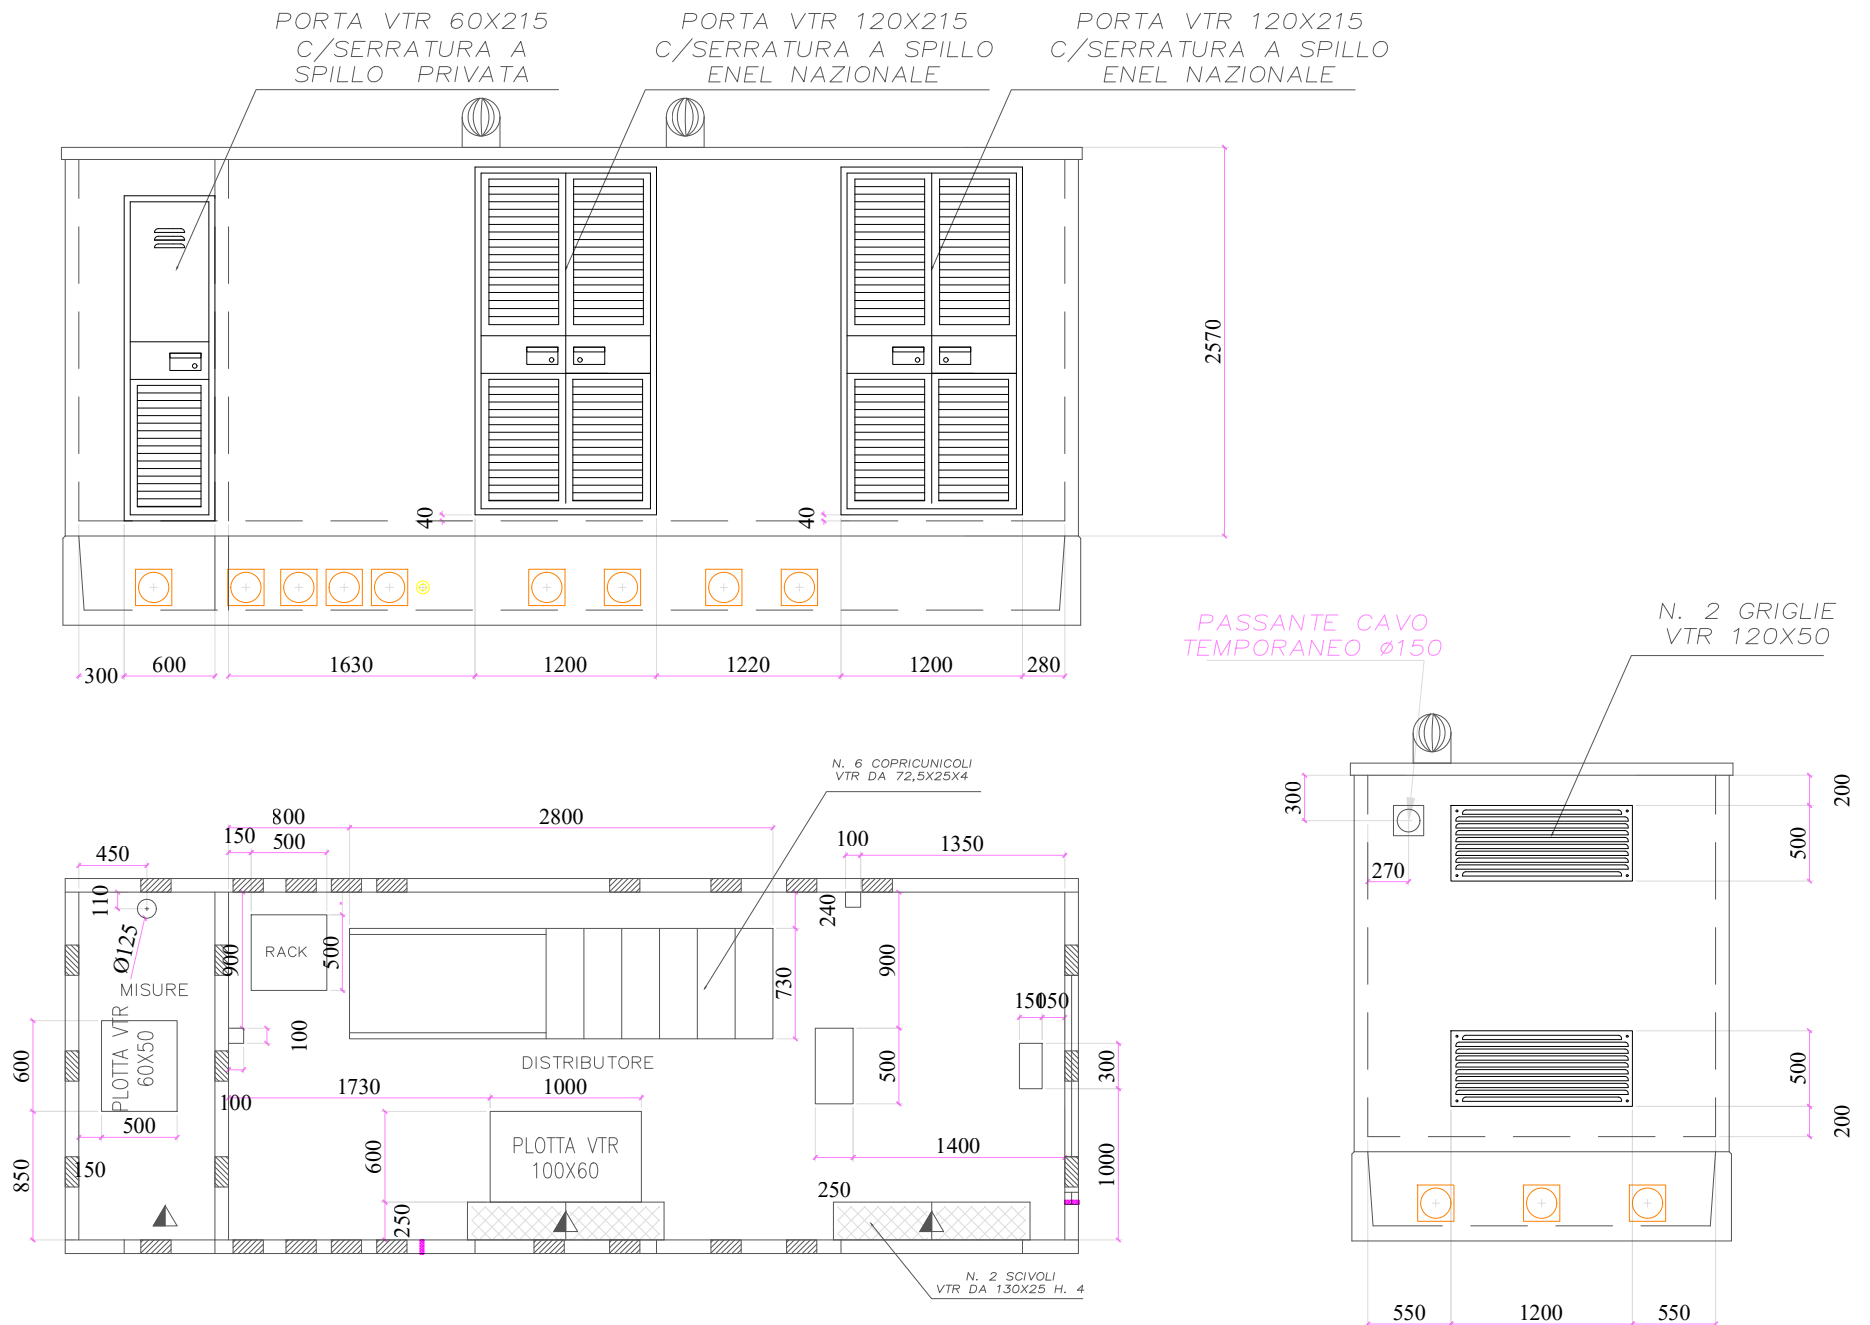 PORTA VTR 60X215
C/SERRATURA A
SPILLO PRIVATA
PORTA VTR 120X215
C/SERRATURA A SPILLO
ENEL NAZIONALE
PORTA VTR 120X215
C/SERRATURA A SPILLO
ENEL NAZIONALE
2570
40
40
300
600
1630
1200
1220
1200
280
PASSANTE CAVO
TEMPORANEO Ø150
N. 2 GRIGLIE
VTR 120X50
300
270
200
500
500
200
550
1200
550
N. 6 COPRICUNICOLI
VTR DA 72,5X25X4
800
2800
150
500
100
1350
450
110
Ø125
MISURE
900
RACK
500
240
900
730
100
150
150
PLOTTA VTR
60X50
600
500
850
150
100
DISTRIBUTORE
1730
1000
500
300
PLOTTA VTR
100X60
600
1400
1000
250
250
N. 2 SCIVOLI
VTR DA 130X25 H. 4